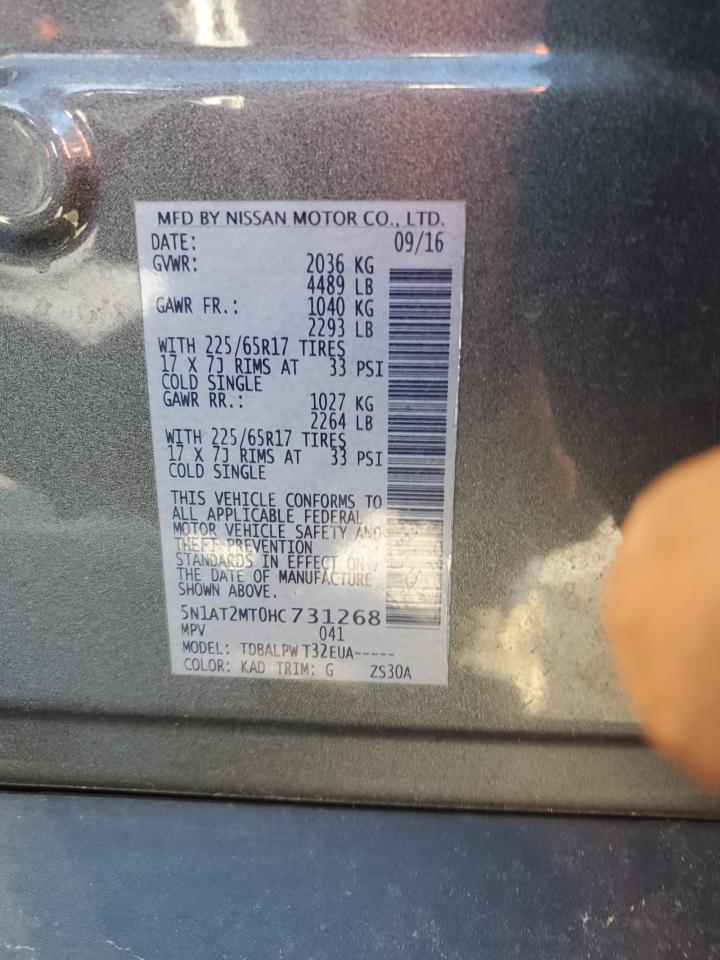 MFD BY NISSAN MOTOR CO., LTD.
DATE: 09/16
GVWR: 2036 KG
4489 LB
GAWR FR.: 1040 KG
2293 LB
WITH 225/65R17 TIRES
17 X 7J RIMS AT 33 PSI
COLD SINGLE
GAWR RR.: 1027 KG
2264 LB
WITH 225/65R17 TIRES
17 X 7J RIMS AT 33 PSI
COLD SINGLE
THIS VEHICLE CONFORMS TO
ALL APPLICABLE FEDERAL
MOTOR VEHICLE SAFETY AND
THEFT PREVENTION
STANDARDS IN EFFECT ON
THE DATE OF MANUFACTURE
SHOWN ABOVE.
5N1AT2MT0HC 731268
MPV 041
MODEL: TDBALPW T32EUA-----
COLOR: KAD TRIM: G ZS30A